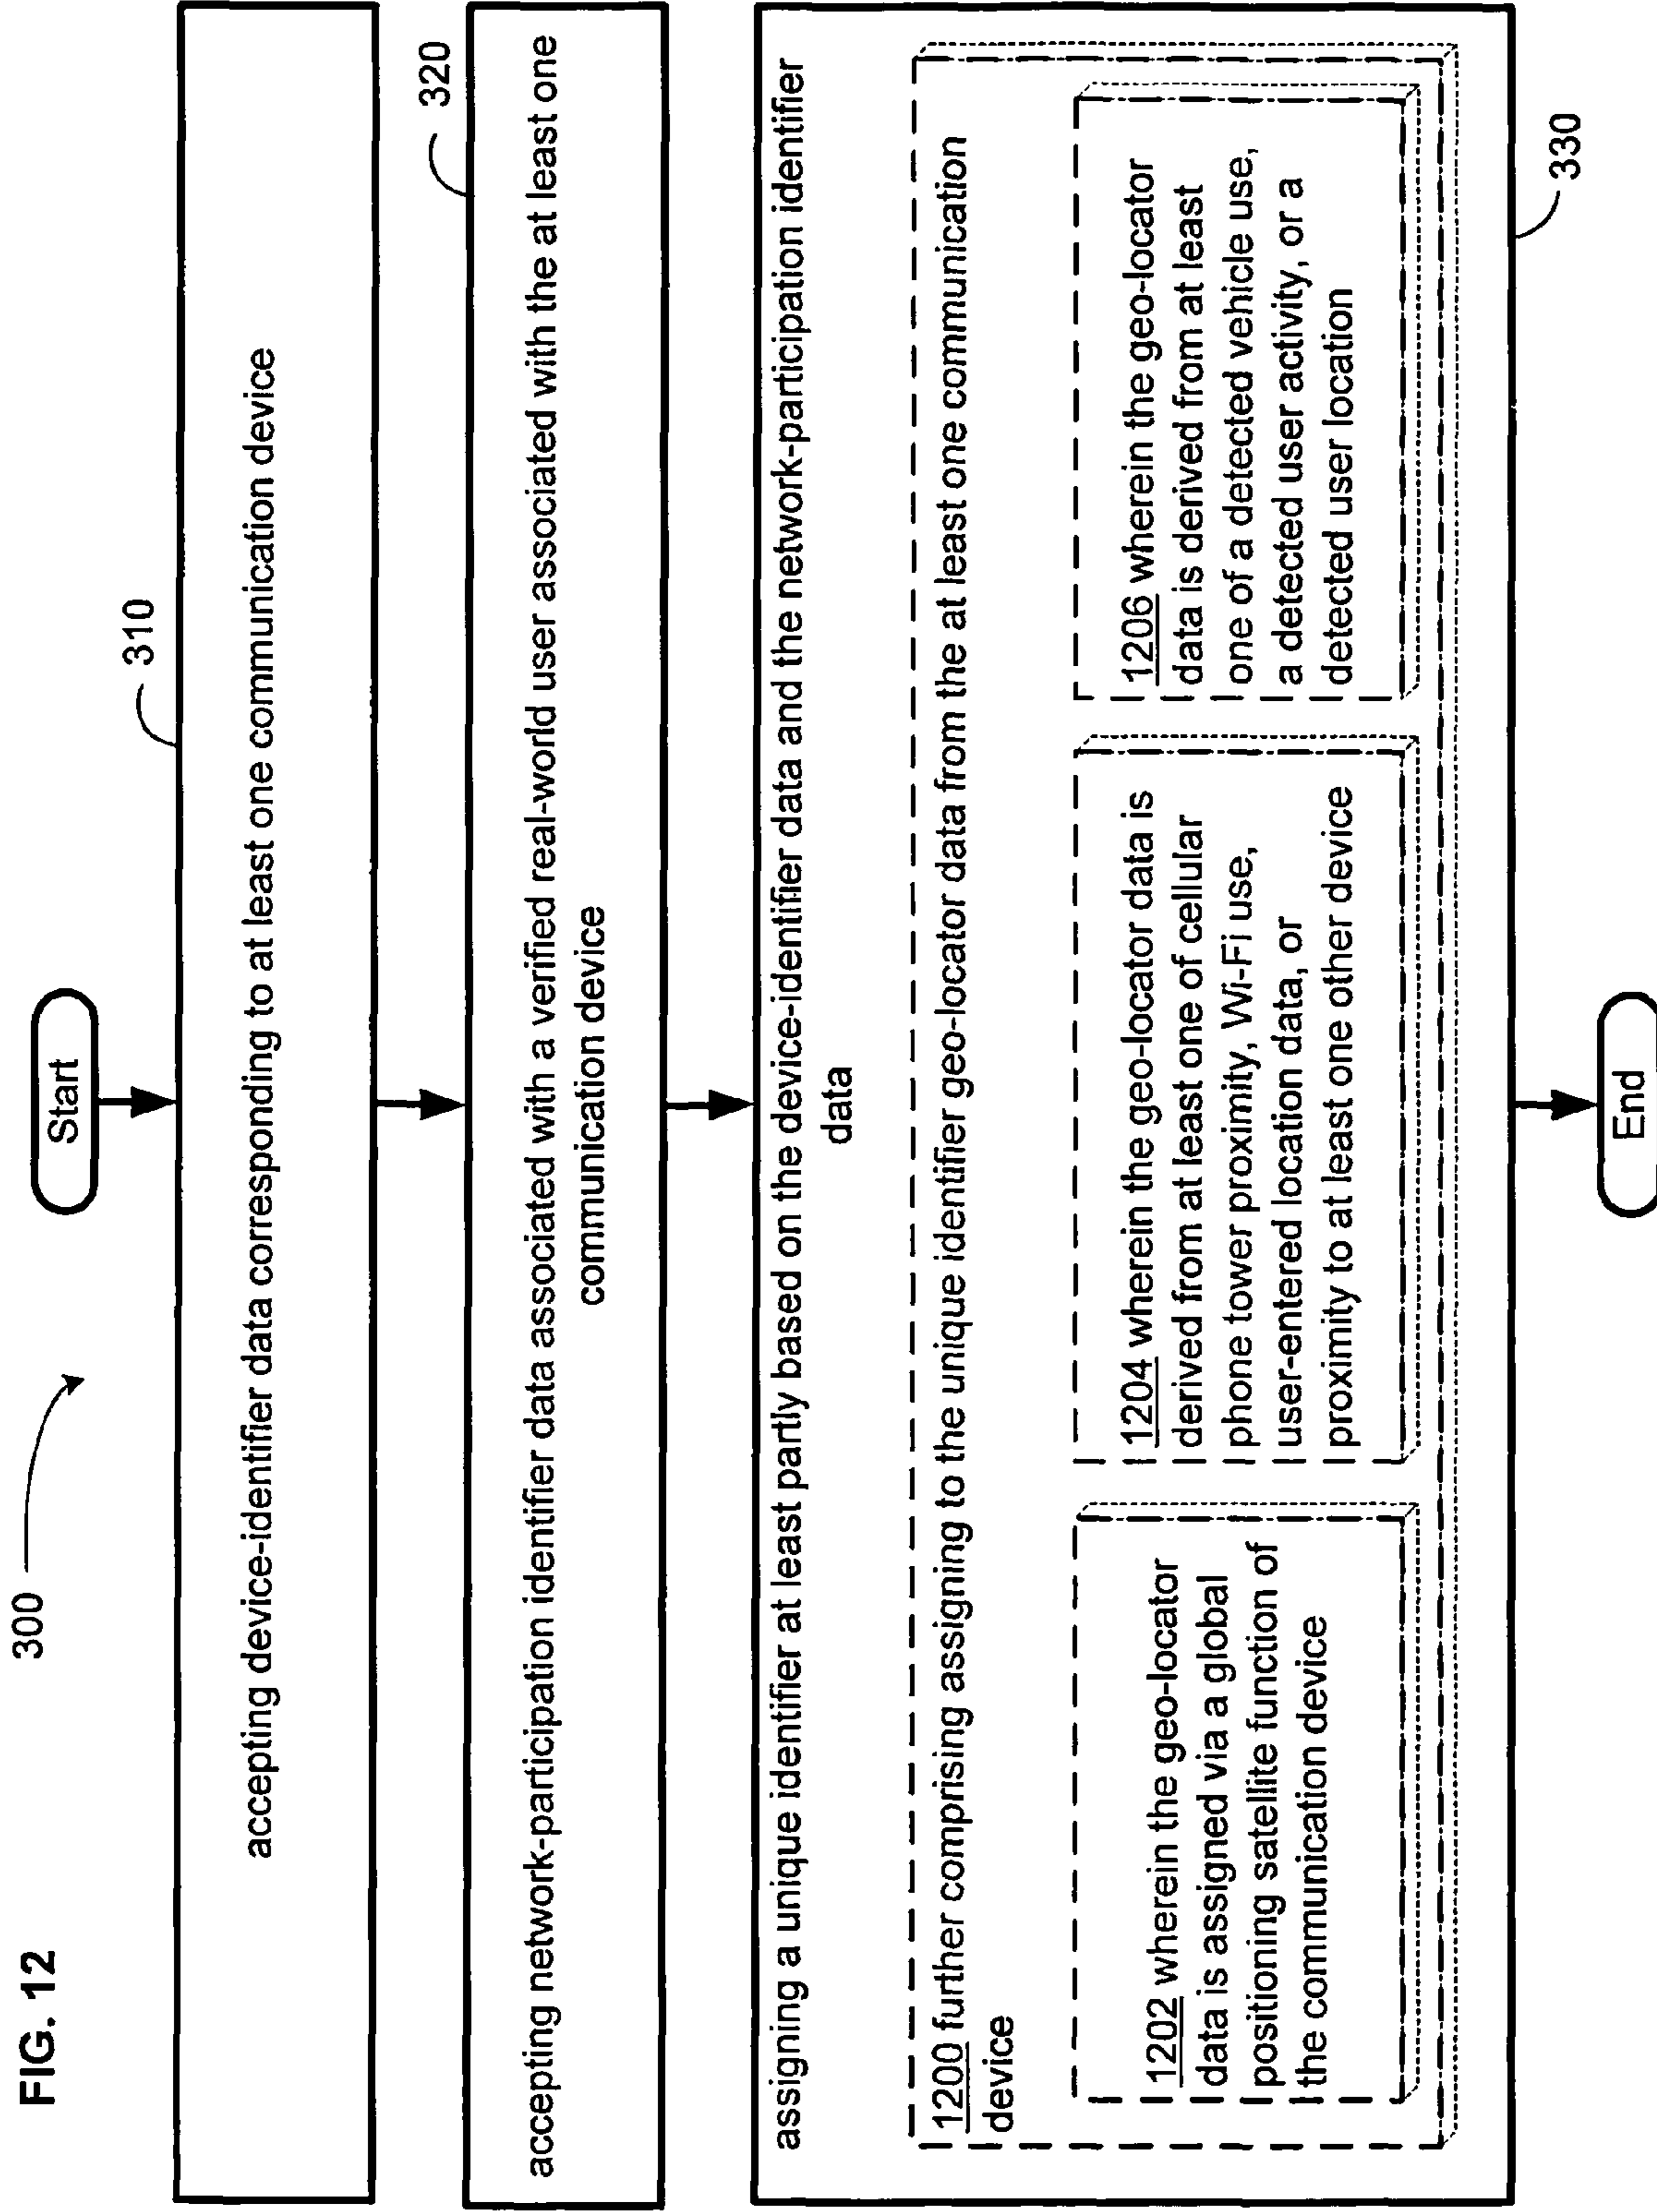 FIG. 12
300
Start
310
accepting device-identifier data corresponding to at least one communication device
320
accepting network-participation identifier data associated with a verified real-world user associated with the at least one
communication device
assigning a unique identifier at least partly based on the device-identifier data and the network-participation identifier
data
1200 further comprising assigning to the unique identifier geo-locator data from the at least one communication
device
1202 wherein the geo-locator
data is assigned via a global
positioning satellite function of
the communication device
1204 wherein the geo-locator data is
derived from at least one of cellular
phone tower proximity, Wi-Fi use,
user-entered location data, or
proximity to at least one other device
1206 wherein the geo-locator
data is derived from at least
one of a detected vehicle use,
a detected user activity, or a
detected user location
330
End